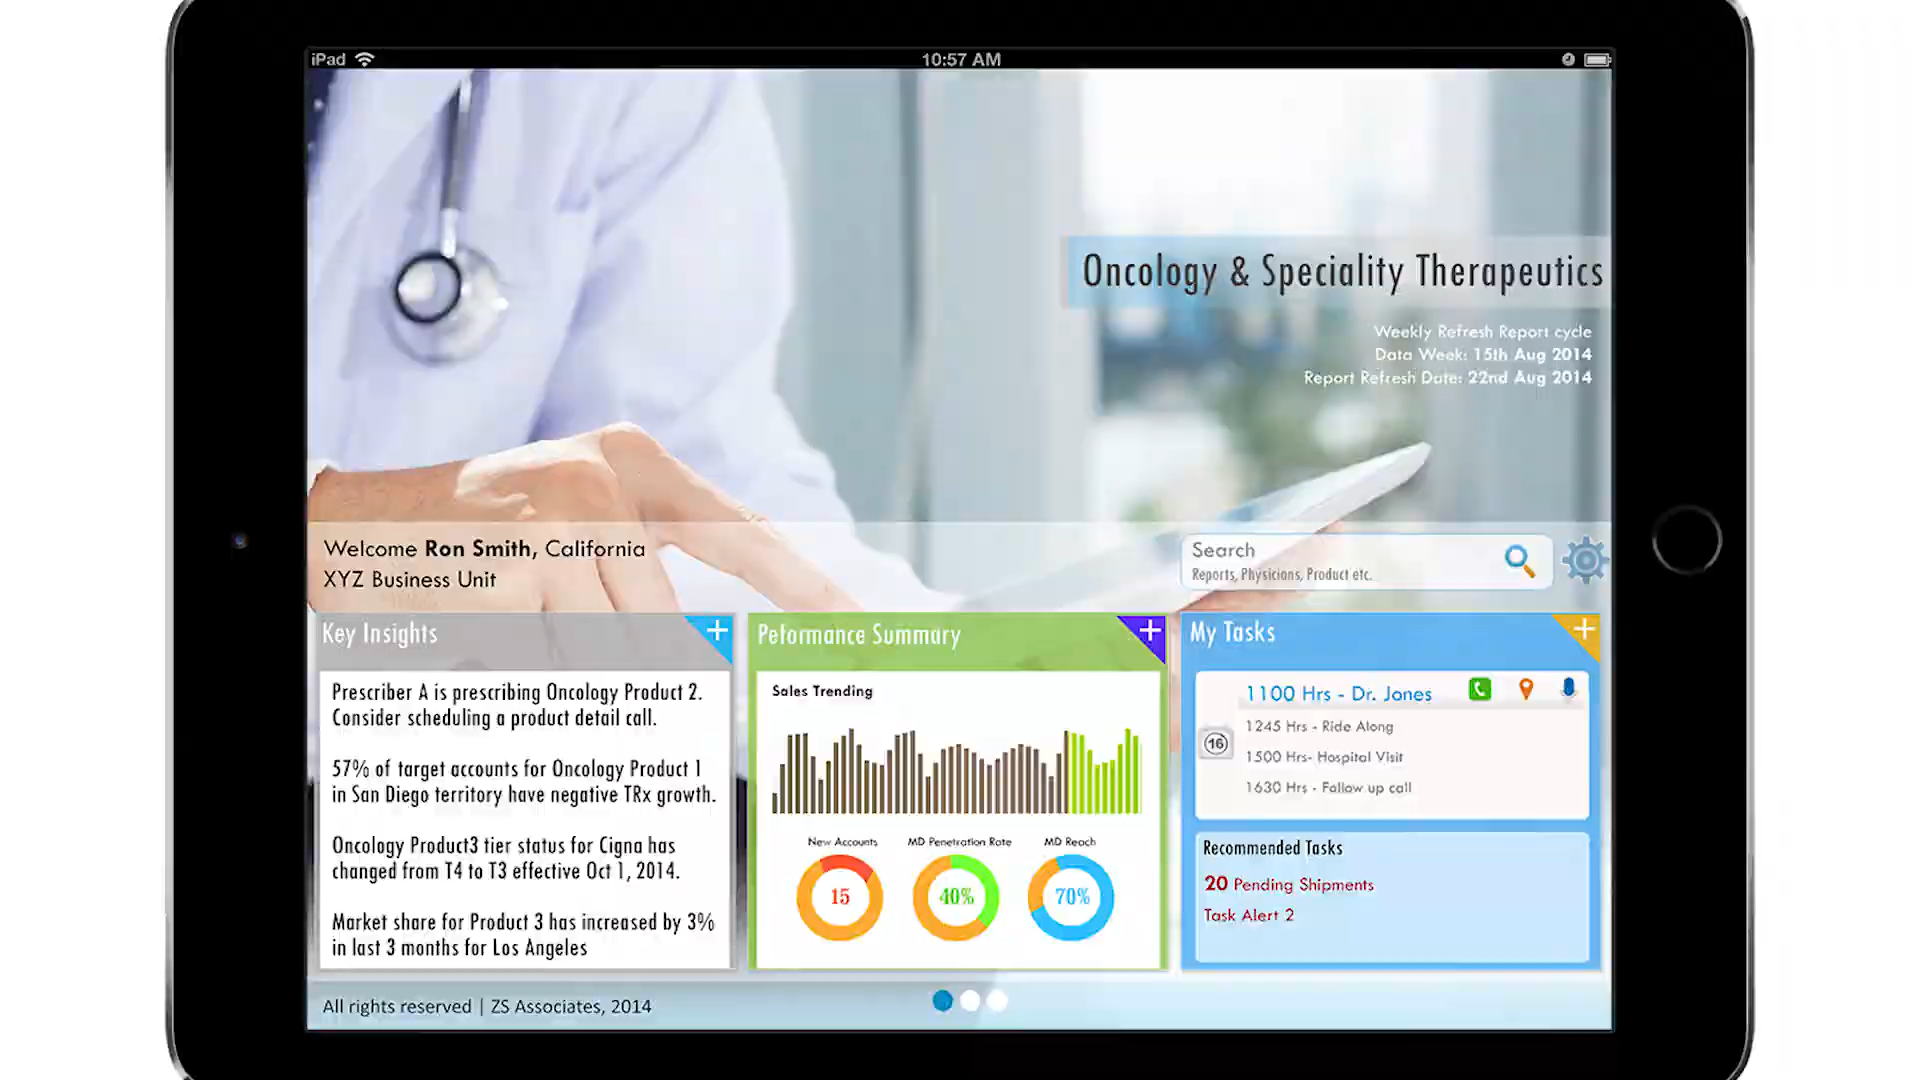 iPad
10:57 AM
Oncology & Speciality Therapeutics
Weekly Refresh Report cycle
Data Week: 15th Aug 2014
Report Refresh Date: 22nd Aug 2014
Welcome Ron Smith, California
XYZ Business Unit
Search
Reports, Physicians, Product etc.
Key Insights
Prescriber A is prescribing Oncology Product 2.
Consider scheduling a product detail call.
57% of target accounts for Oncology Product 1
in San Diego territory have negative TRx growth.
Oncology Product3 tier status for Cigna has
changed from T4 to T3 effective Oct 1, 2014.
Market share for Product 3 has increased by 3%
in last 3 months for Los Angeles
Peformance Summary
Sales Trending
New Accounts
MD Penetration Rate
MD Reach
15
40%
70%
My Tasks
1100 Hrs - Dr. Jones
1245 Hrs - Ride Along
16
1500 Hrs- Hospital Visit
1630 Hrs - Follow up call
Recommended Tasks
20 Pending Shipments
Task Alert 2
All rights reserved | ZS Associates, 2014